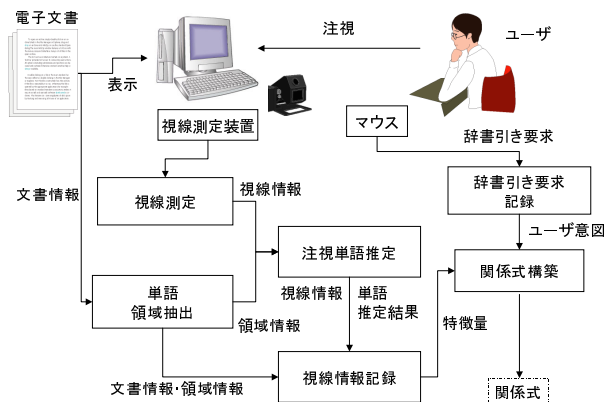 電子文書
注視
ユーザ
表示
視線測定装置
マウス
辞書引き要求
文書情報
視線測定
視線情報
辞書引き要求
記録
ユーザ意図
注視単語推定
関係式構築
単語
領域抽出
領域情報
視線情報
単語
推定結果
特徴量
文書情報・領域情報
視線情報記録
関係式